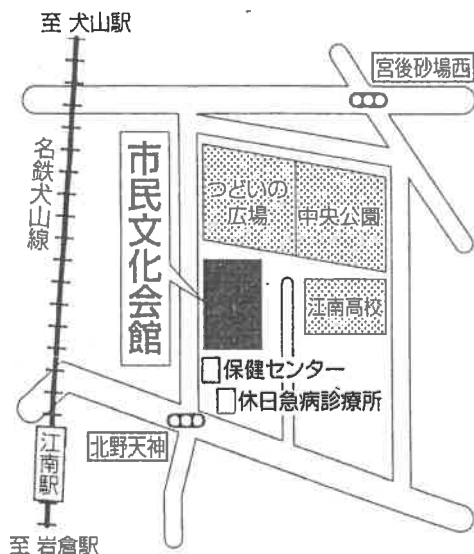 至 犬山駅
宮後砂場西
名鉄犬山線
市民文化会館
つどいの
広場
中央公園
江南高校
保健センター
休日急病診療所
北野天神
江南駅
至 岩倉駅